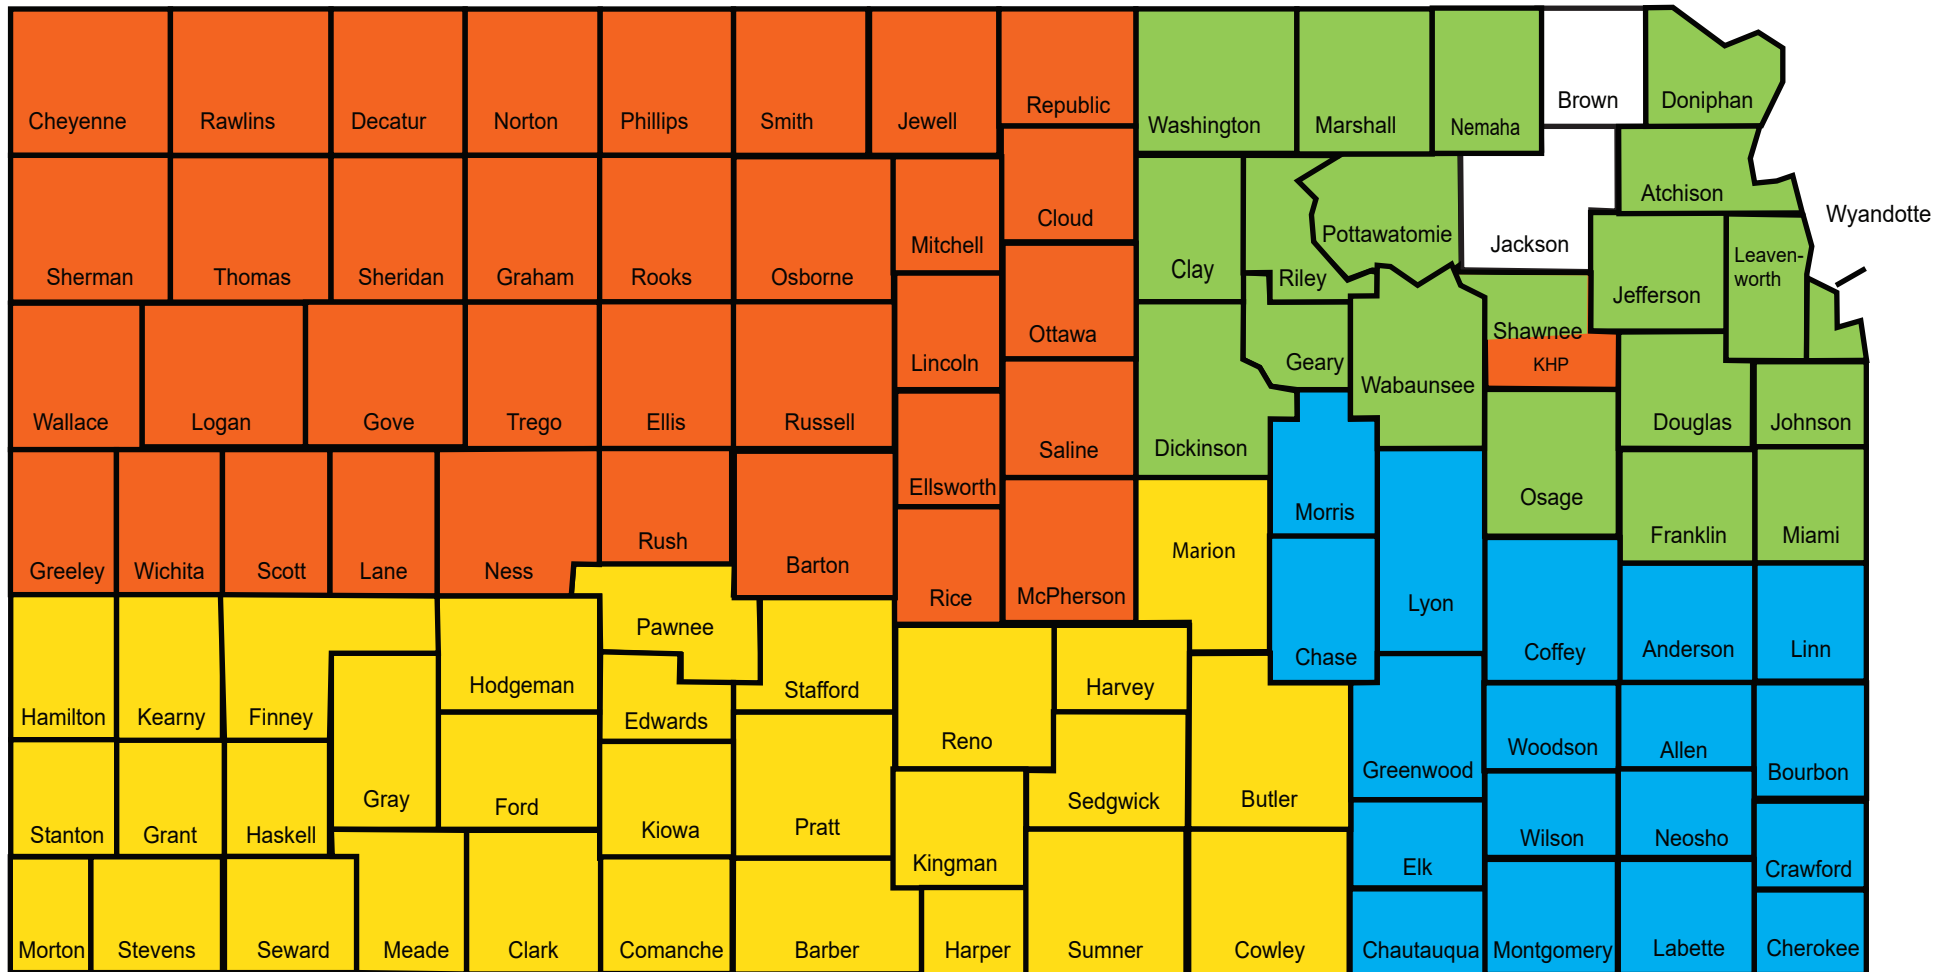 Cheyenne
Rawlins
Decatur
Norton
Phillips
Smith
Jewell
Republic
Washington
Marshall
Nemaha
Brown
Doniphan
Sherman
Thomas
Sheridan
Graham
Rooks
Osborne
Mitchell
Cloud
Clay
Riley
Pottawatomie
Jackson
Atchison
Wyandotte
Leaven-
worth
Jefferson
Shawnee
KHP
Wallace
Logan
Gove
Trego
Ellis
Russell
Lincoln
Ottawa
Saline
Dickinson
Geary
Wabaunsee
Douglas
Johnson
Greeley
Wichita
Scott
Lane
Ness
Rush
Barton
Ellsworth
Rice
McPherson
Marion
Morris
Chase
Lyon
Osage
Franklin
Miami
Hamilton
Kearny
Finney
Hodgeman
Pawnee
Edwards
Stafford
Reno
Harvey
Coffey
Anderson
Linn
Stanton
Grant
Haskell
Gray
Ford
Kiowa
Pratt
Kingman
Sedgwick
Butler
Greenwood
Woodson
Allen
Bourbon
Elk
Wilson
Neosho
Crawford
Morton
Stevens
Seward
Meade
Clark
Comanche
Barber
Harper
Sumner
Cowley
Chautauqua
Montgomery
Labette
Cherokee